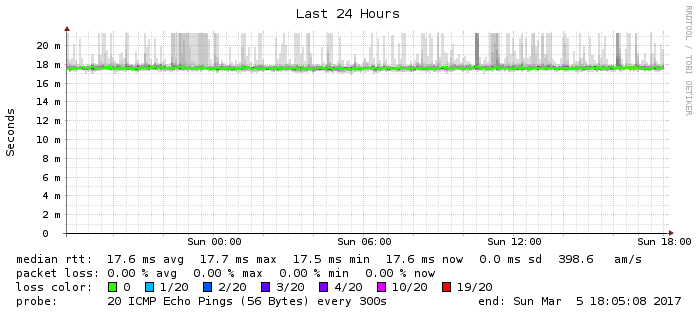 Last 24 Hours
RRDTOOL / TOBI OETIKER
Seconds
20 m
18 m
16 m
14 m
12 m
10 m
8 m
6 m
4 m
2 m
0
Sun 00:00 Sun 06:00 Sun 12:00 Sun 18:00
median rtt: 17.6 ms avg 17.7 ms max 17.5 ms min 17.6 ms now 0.0 ms sd 398.6 am/s
packet loss: 0.00 % avg 0.00 % max 0.00 % min 0.00 % now
loss color: 0 1/20 2/20 3/20 4/20 10/20 19/20
probe: 20 ICMP Echo Pings (56 Bytes) every 300s end: Sun Mar 5 18:05:08 2017